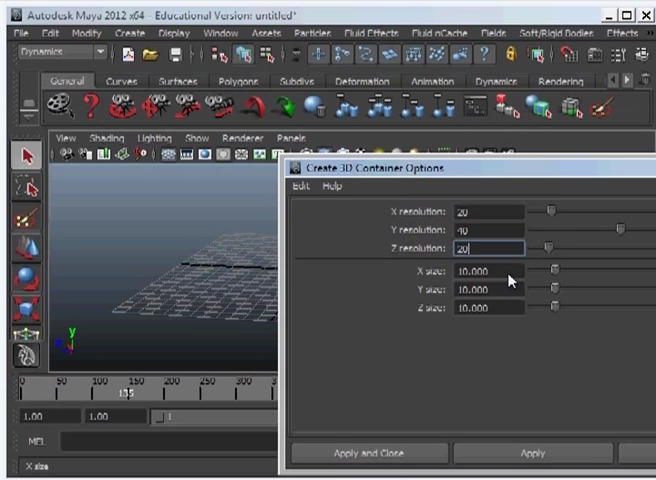 Autodesk Maya 2012 x64 - Educational Version: untitled*
File Edit Modify Create Display Window Assets Particles Fluid Effects Fluid nCache Fields Soft/Rigid Bodies Effects
Dynamics
General Curves Surfaces Polygons Subdivs Deformation Animation Dynamics Rendering
View Shading Lighting Show Renderer Panels
Create 3D Container Options
Edit Help
X resolution: 20
Y resolution: 40
Z resolution: 20
X size: 10.000
Y size: 10.000
Z size: 10.000
y
0 50 100 150 200 250 300
135
1.00 1.00 1
MEL
Apply and Close Apply
X size